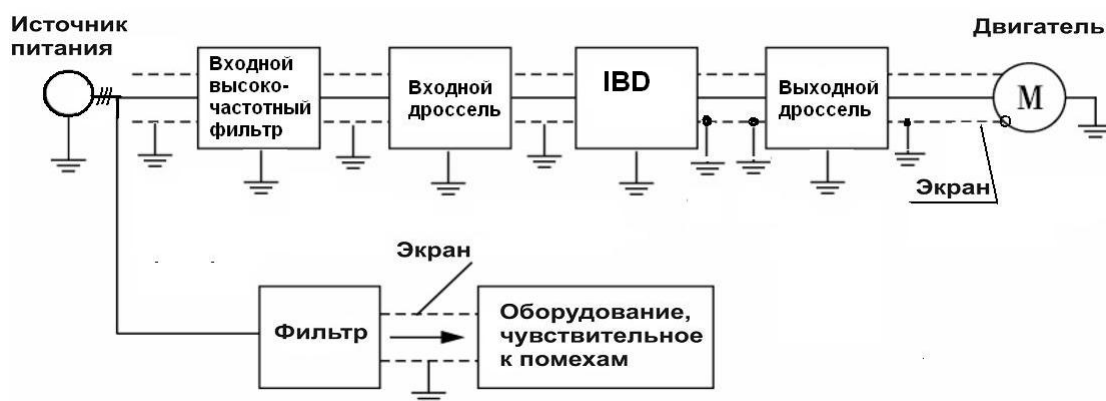 Источник
питания
Входной
высоко-
частотный
фильтр
Входной
дроссель
IBD
Выходной
дроссель
Двигатель
М
Экран
Экран
Фильтр
Оборудование,
чувствительное
к помехам